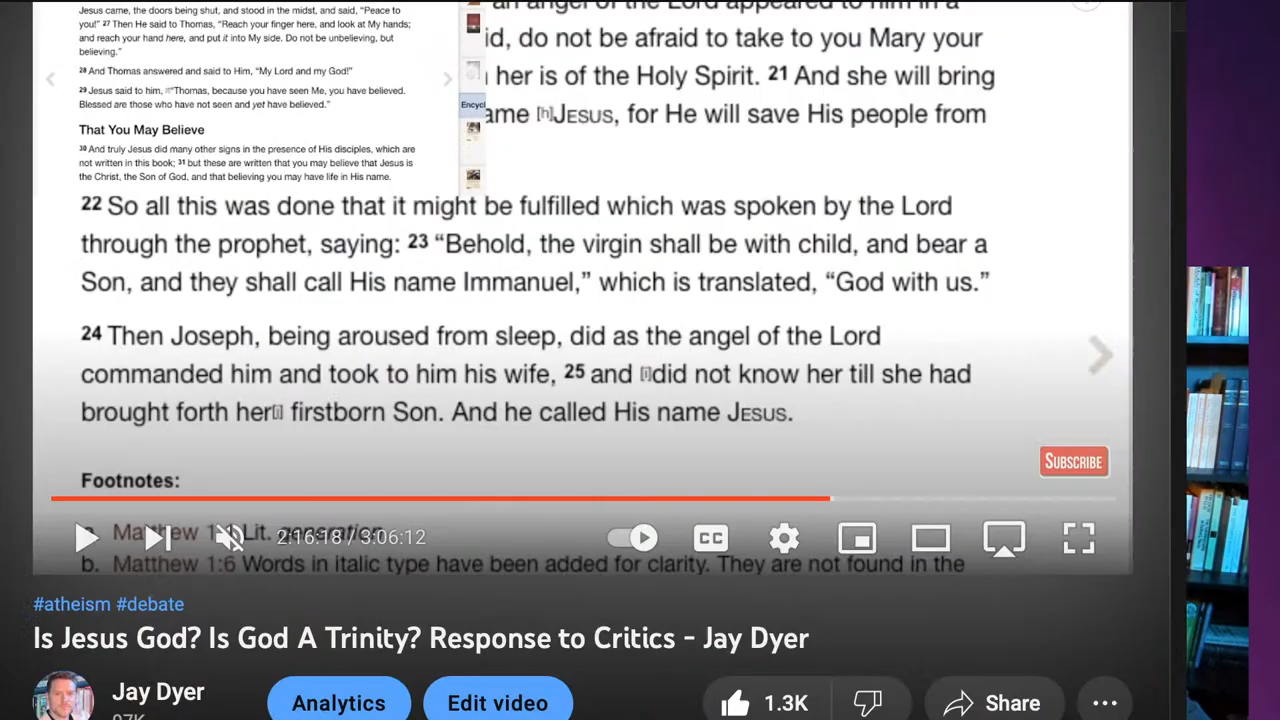 Jesus came, the doors being shut, and stood in the midst, and said, “Peace to
you!” 27 Then He said to Thomas, “Reach your finger here, and look at My hands;
and reach your hand here, and put it into My side. Do not be unbelieving, but
believing.”
28 And Thomas answered and said to Him, “My Lord and my God!”
29 Jesus said to him, “Thomas, because you have seen Me, you have believed.
Blessed are those who have not seen and yet have believed.”
That You May Believe
30 And truly Jesus did many other signs in the presence of His disciples, which are
not written in this book; 31 but these are written that you may believe that Jesus is
the Christ, the Son of God, and that believing you may have life in His name.
Encycl
an angel of the Lord appeared to him in a
id, do not be afraid to take to you Mary your
her is of the Holy Spirit. 21 And she will bring
ame [h]JESUS, for He will save His people from
22 So all this was done that it might be fulfilled which was spoken by the Lord
through the prophet, saying: 23 “Behold, the virgin shall be with child, and bear a
Son, and they shall call His name Immanuel,” which is translated, “God with us.”
24 Then Joseph, being aroused from sleep, did as the angel of the Lord
commanded him and took to him his wife, 25 and [i]did not know her till she had
brought forth her[j] firstborn Son. And he called His name JESUS.
SUBSCRIBE
Footnotes:
Matthew 1:1 Lit. generation
2:16:18 / 3:06:12
CC
b. Matthew 1:6 Words in italic type have been added for clarity. They are not found in the
#atheism #debate
Is Jesus God? Is God A Trinity? Response to Critics - Jay Dyer
Jay Dyer
Analytics
Edit video
1.3K
Share